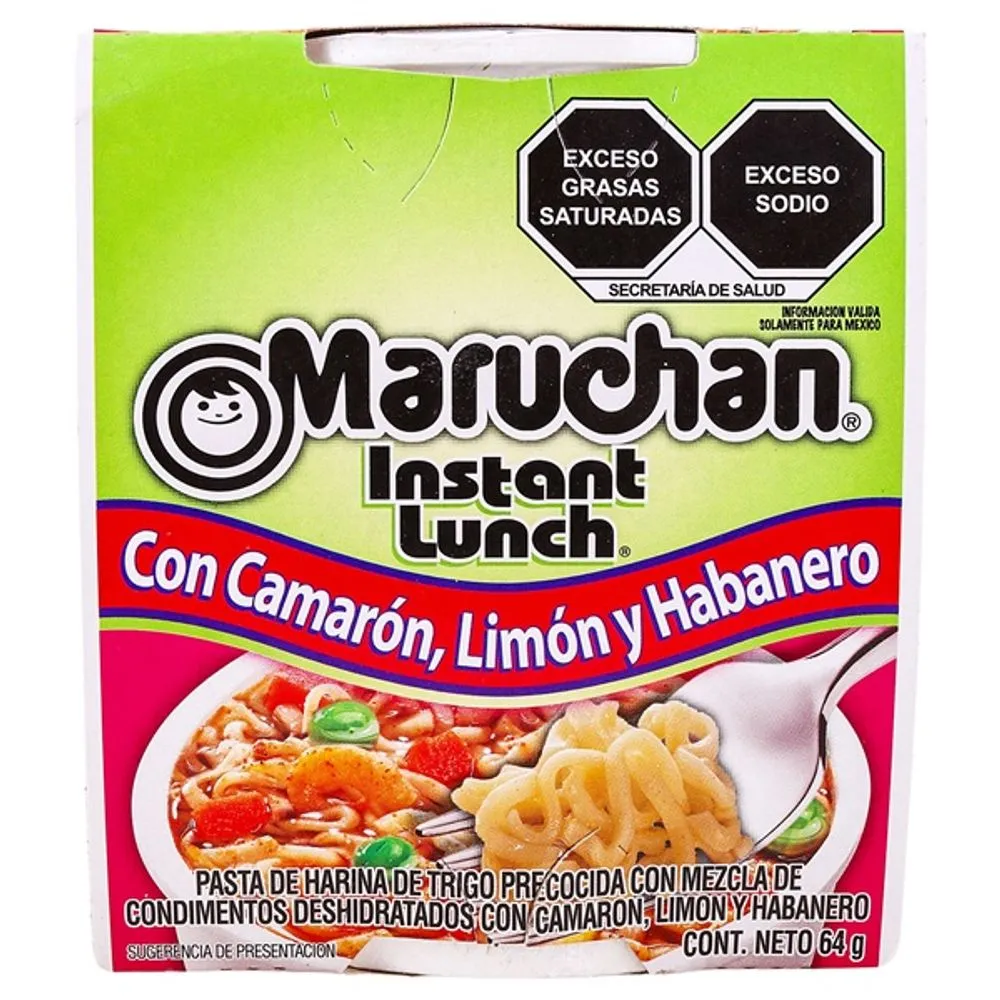 EXCESO
GRASAS
SATURADAS
EXCESO
SODIO
SECRETARÍA DE SALUD
INFORMACION VALIDA
SOLAMENTE PARA MEXICO
Maruchan®
Instant
Lunch®
Con Camarón, Limón y Habanero
PASTA DE HARINA DE TRIGO PRECOCIDA CON MEZCLA DE
CONDIMENTOS DESHIDRATADOS CON CAMARON, LIMON Y HABANERO
SUGERENCIA DE PRESENTACIÓN
CONT. NETO 64 g